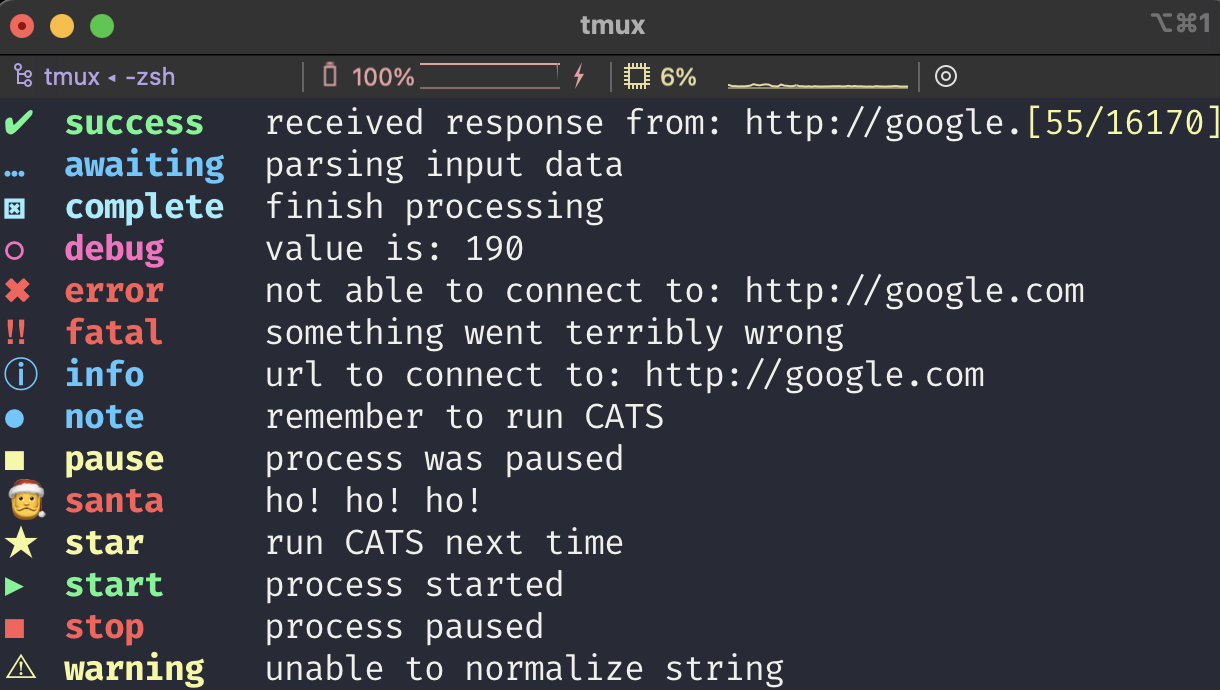 tmux
⌥⌘1
tmux ◂ -zsh 100% 6%
✔ success received response from: http://google.[55/16170]
… awaiting parsing input data
complete finish processing
debug value is: 190
✖ error not able to connect to: http://google.com
‼ fatal something went terribly wrong
ⓘ info url to connect to: http://google.com
● note remember to run CATS
■ pause process was paused
🎅 santa ho! ho! ho!
★ star run CATS next time
▶ start process started
■ stop process paused
⚠ warning unable to normalize string